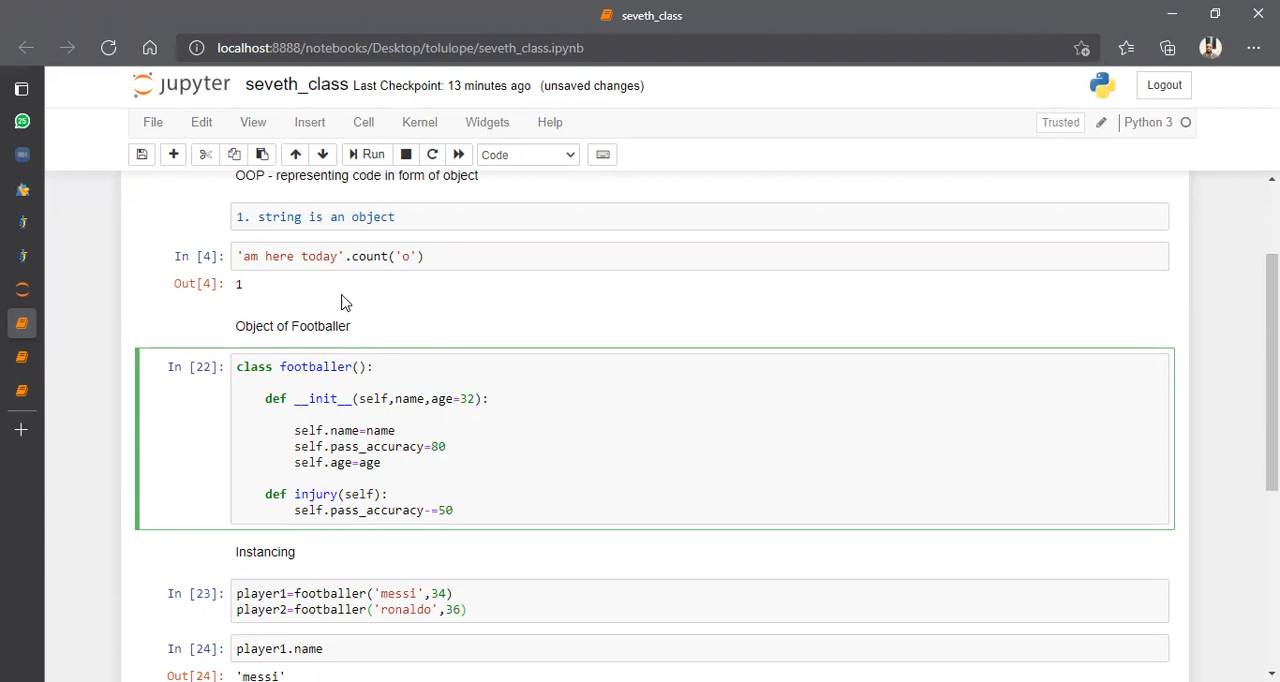 seveth_class
localhost:8888/notebooks/Desktop/tolulope/seveth_class.ipynb
jupyter seveth_class Last Checkpoint: 13 minutes ago (unsaved changes)
Logout
File Edit View Insert Cell Kernel Widgets Help
Trusted Python 3
Run Code
OOP - representing code in form of object
1. string is an object
In [4]: 'am here today'.count('o')
Out[4]: 1
Object of Footballer
In [22]: class footballer():
def __init__(self,name,age=32):
self.name=name
self.pass_accuracy=80
self.age=age
def injury(self):
self.pass_accuracy-=50
Instancing
In [23]: player1=footballer('messi',34)
player2=footballer('ronaldo',36)
In [24]: player1.name
Out[24]: 'messi'